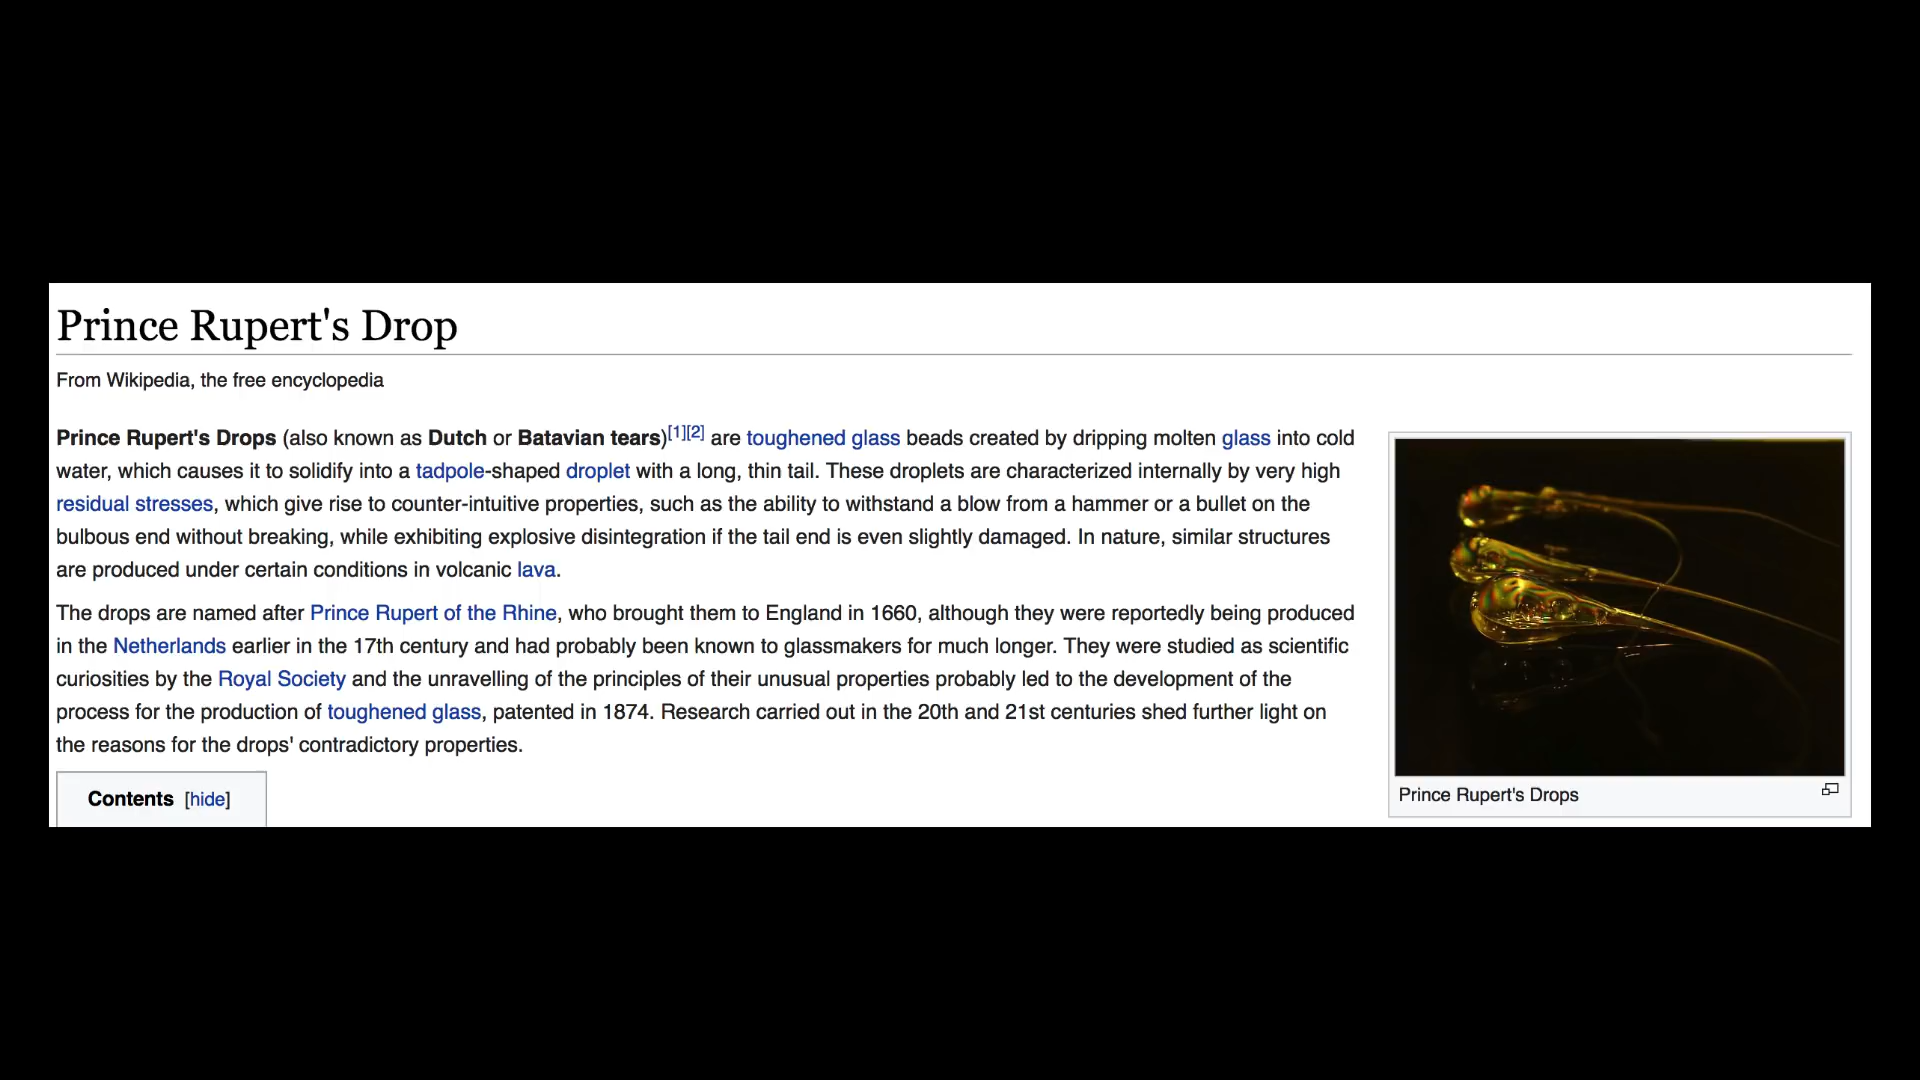 Prince Rupert's Drop
From Wikipedia, the free encyclopedia
Prince Rupert's Drops (also known as Dutch or Batavian tears)[1][2] are toughened glass beads created by dripping molten glass into cold
water, which causes it to solidify into a tadpole-shaped droplet with a long, thin tail. These droplets are characterized internally by very high
residual stresses, which give rise to counter-intuitive properties, such as the ability to withstand a blow from a hammer or a bullet on the
bulbous end without breaking, while exhibiting explosive disintegration if the tail end is even slightly damaged. In nature, similar structures
are produced under certain conditions in volcanic lava.
The drops are named after Prince Rupert of the Rhine, who brought them to England in 1660, although they were reportedly being produced
in the Netherlands earlier in the 17th century and had probably been known to glassmakers for much longer. They were studied as scientific
curiosities by the Royal Society and the unravelling of the principles of their unusual properties probably led to the development of the
process for the production of toughened glass, patented in 1874. Research carried out in the 20th and 21st centuries shed further light on
the reasons for the drops' contradictory properties.
Contents [hide]
Prince Rupert's Drops